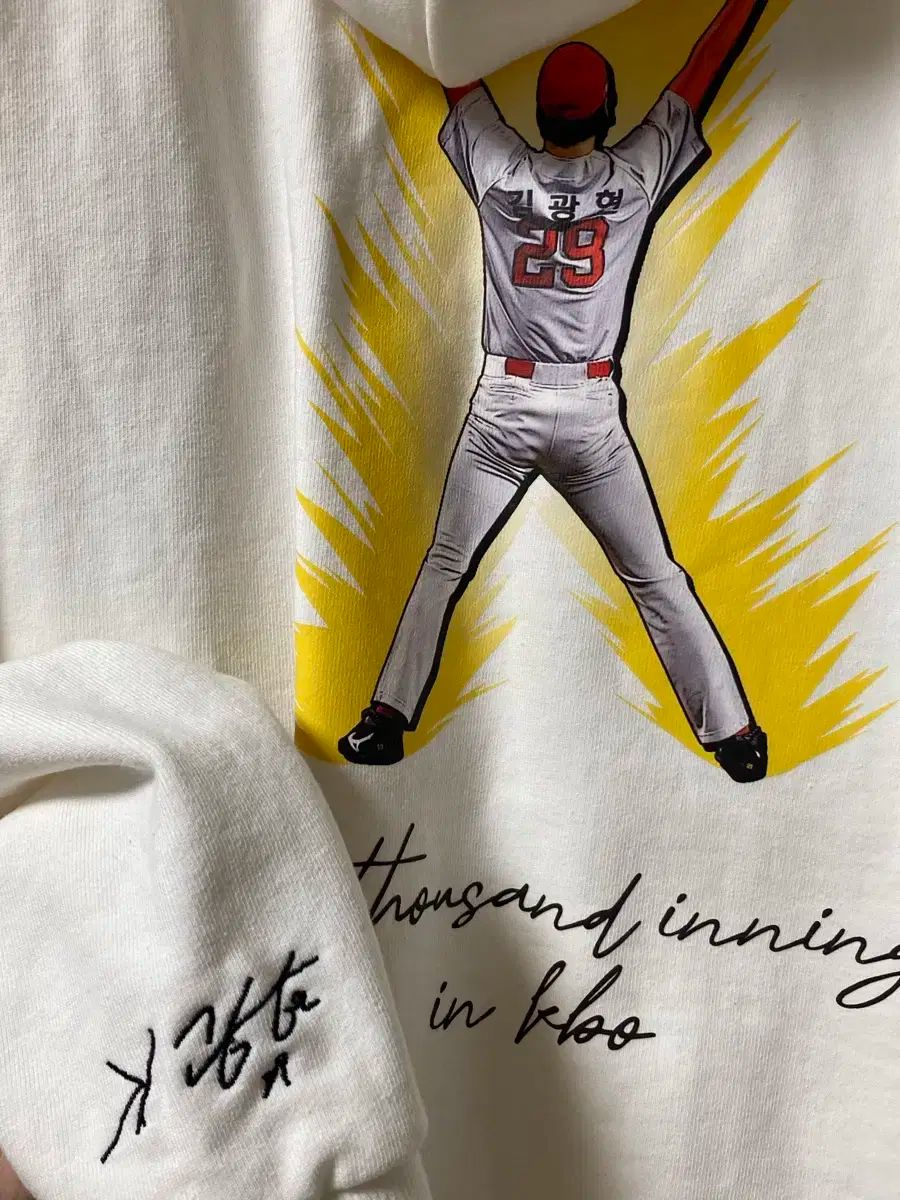 김광현
29
thousand inning
in kbo